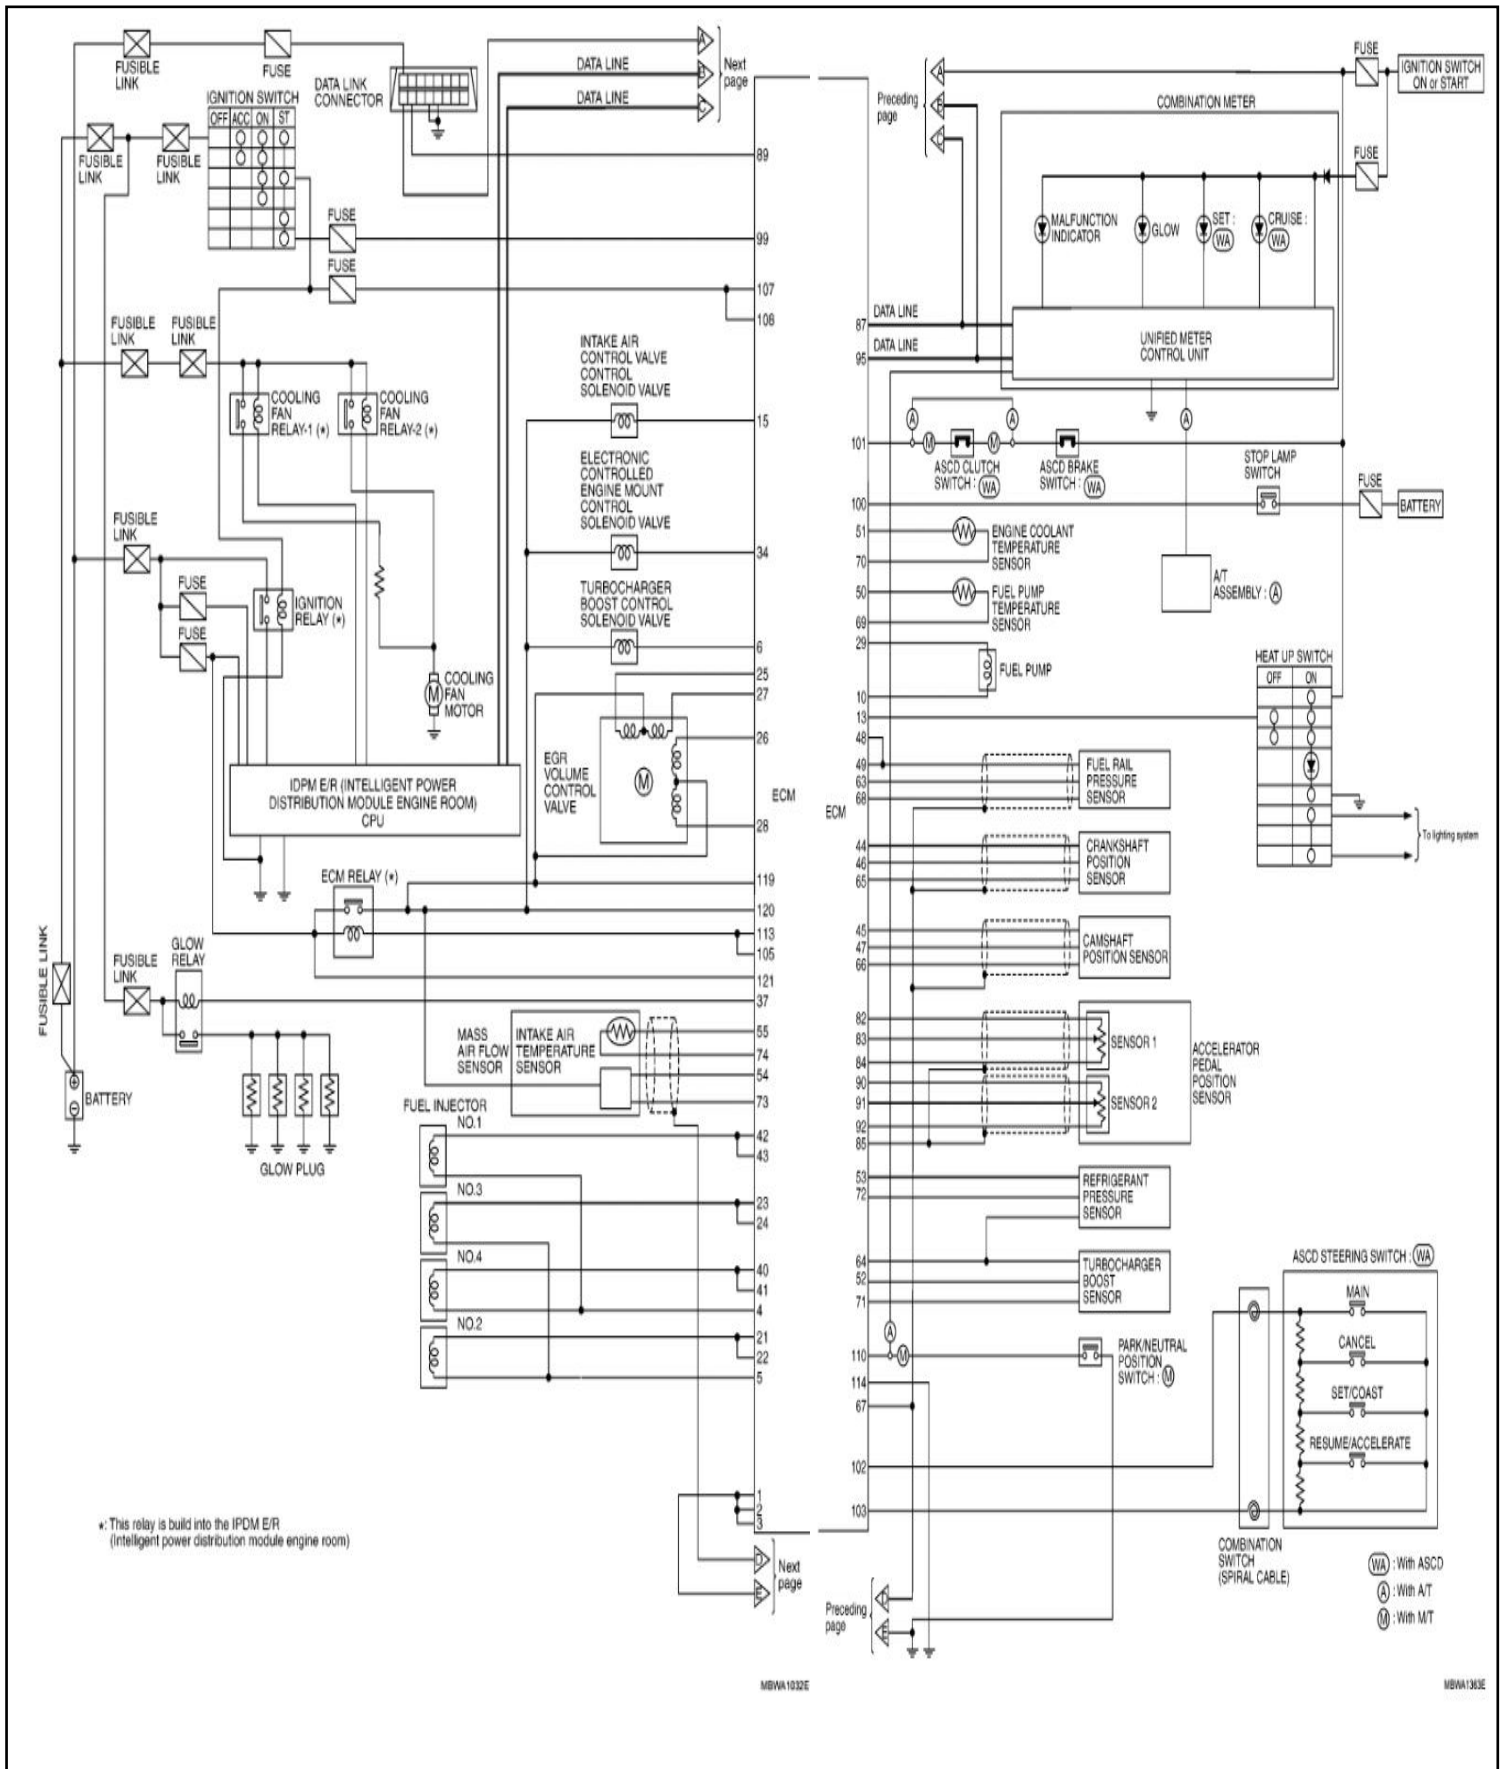 FUSIBLE
LINK
FUSE
DATA LINK
CONNECTOR
DATA LINE
DATA LINE
A
B
C
Next
page
IGNITION SWITCH
OFF ACC ON ST
FUSIBLE
LINK
FUSIBLE
LINK
FUSE
FUSE
89
99
107
108
FUSIBLE
LINK
FUSIBLE
LINK
COOLING
FAN
RELAY-1 (*)
COOLING
FAN
RELAY-2 (*)
INTAKE AIR
CONTROL VALVE
CONTROL
SOLENOID VALVE
15
ELECTRONIC
CONTROLLED
ENGINE MOUNT
CONTROL
SOLENOID VALVE
34
FUSIBLE
LINK
FUSE
FUSE
IGNITION
RELAY (*)
TURBOCHARGER
BOOST CONTROL
SOLENOID VALVE
6
25
27
26
28
M
COOLING
FAN
MOTOR
EGR
VOLUME
CONTROL
VALVE
M
ECM
IDPM E/R (INTELLIGENT POWER
DISTRIBUTION MODULE ENGINE ROOM)
CPU
ECM RELAY (*)
119
120
113
105
121
37
FUSIBLE LINK
FUSIBLE
LINK
GLOW
RELAY
MASS
AIR FLOW
SENSOR
INTAKE AIR
TEMPERATURE
SENSOR
55
74
54
73
BATTERY
GLOW PLUG
FUEL INJECTOR
NO.1
42
43
NO.3
23
24
NO.4
40
41
4
NO.2
21
22
5
1
2
3
D
E
Next
page
*: This relay is build into the IPDM E/R
(Intelligent power distribution module engine room)
MBWA1032E
Preceding
page
A
B
C
FUSE
IGNITION SWITCH
ON or START
COMBINATION METER
FUSE
MALFUNCTION
INDICATOR
GLOW
SET :
WA
CRUISE :
WA
87
DATA LINE
95
DATA LINE
UNIFIED METER
CONTROL UNIT
A
A
A
101
M
M
ASCD CLUTCH
SWITCH : WA
ASCD BRAKE
SWITCH : WA
STOP LAMP
SWITCH
FUSE
BATTERY
100
51
70
ENGINE COOLANT
TEMPERATURE
SENSOR
50
69
FUEL PUMP
TEMPERATURE
SENSOR
A/T
ASSEMBLY : A
29
10
FUEL PUMP
HEAT UP SWITCH
OFF ON
13
48
49
63
68
FUEL RAIL
PRESSURE
SENSOR
ECM
To lighting system
44
46
65
CRANKSHAFT
POSITION
SENSOR
45
47
66
CAMSHAFT
POSITION SENSOR
82
83
84
SENSOR 1
90
91
92
85
SENSOR 2
ACCELERATOR
PEDAL
POSITION
SENSOR
53
72
REFRIGERANT
PRESSURE
SENSOR
64
52
71
TURBOCHARGER
BOOST
SENSOR
ASCD STEERING SWITCH : WA
MAIN
CANCEL
SET/COAST
RESUME/ACCELERATE
A
110
M
PARK/NEUTRAL
POSITION
SWITCH : M
114
67
102
103
COMBINATION
SWITCH
(SPIRAL CABLE)
Preceding
page
D
E
WA : With ASCD
A : With A/T
M : With M/T
MBWA1363E